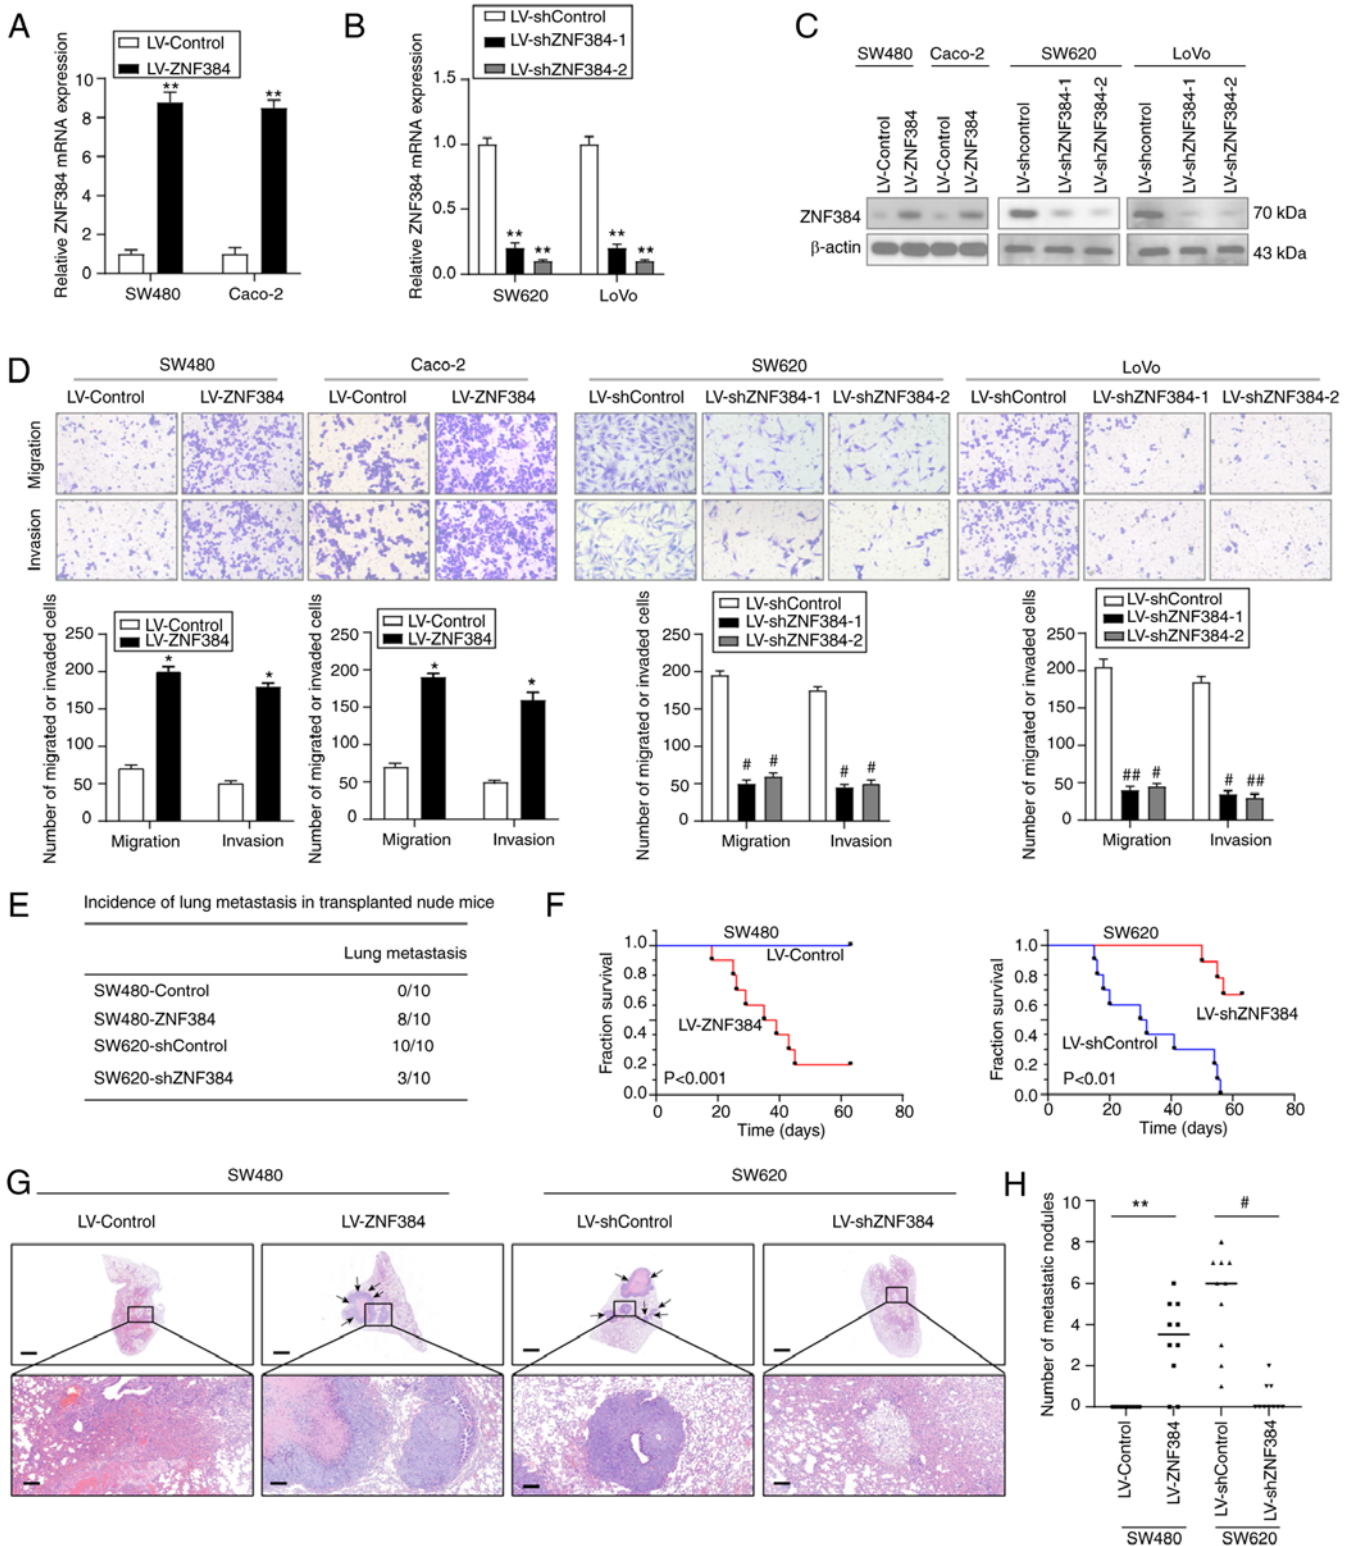 A
LV-Control
LV-ZNF384
Relative ZNF384 mRNA expression
10
8
6
4
2
0
** **
SW480 Caco-2
B
LV-shControl
LV-shZNF384-1
LV-shZNF384-2
Relative ZNF384 mRNA expression
1.5
1.0
0.5
0.0
** ** ** **
SW620 LoVo
C
SW480 Caco-2 SW620 LoVo
LV-Control
LV-ZNF384
LV-Control
LV-ZNF384
LV-shcontrol
LV-shZNF384-1
LV-shZNF384-2
LV-shcontrol
LV-shZNF384-1
LV-shZNF384-2
ZNF384 70 kDa
β-actin 43 kDa
D
SW480 Caco-2 SW620 LoVo
LV-Control LV-ZNF384 LV-Control LV-ZNF384 LV-shControl LV-shZNF384-1 LV-shZNF384-2 LV-shControl LV-shZNF384-1 LV-shZNF384-2
Migration
Invasion
Number of migrated or invaded cells
LV-Control
LV-ZNF384
250
200
150
100
50
0
* *
Migration Invasion
Number of migrated or invaded cells
LV-Control
LV-ZNF384
250
200
150
100
50
0
* *
Migration Invasion
Number of migrated or invaded cells
LV-shControl
LV-shZNF384-1
LV-shZNF384-2
250
200
150
100
50
0
# # # #
Migration Invasion
Number of migrated or invaded cells
LV-shControl
LV-shZNF384-1
LV-shZNF384-2
250
200
150
100
50
0
## # # ##
Migration Invasion
E
Incidence of lung metastasis in transplanted nude mice
Lung metastasis
SW480-Control 0/10
SW480-ZNF384 8/10
SW620-shControl 10/10
SW620-shZNF384 3/10
F
SW480
Fraction survival
1.0
0.8
0.6
0.4
0.2
0.0
LV-Control
LV-ZNF384
P<0.001
0 20 40 60 80
Time (days)
SW620
Fraction survival
1.0
0.8
0.6
0.4
0.2
0.0
LV-shZNF384
LV-shControl
P<0.01
0 20 40 60 80
Time (days)
G
SW480 SW620
LV-Control LV-ZNF384 LV-shControl LV-shZNF384
H
Number of metastatic nodules
10
8
6
4
2
0
** #
LV-Control
LV-ZNF384
LV-shControl
LV-shZNF384
SW480 SW620